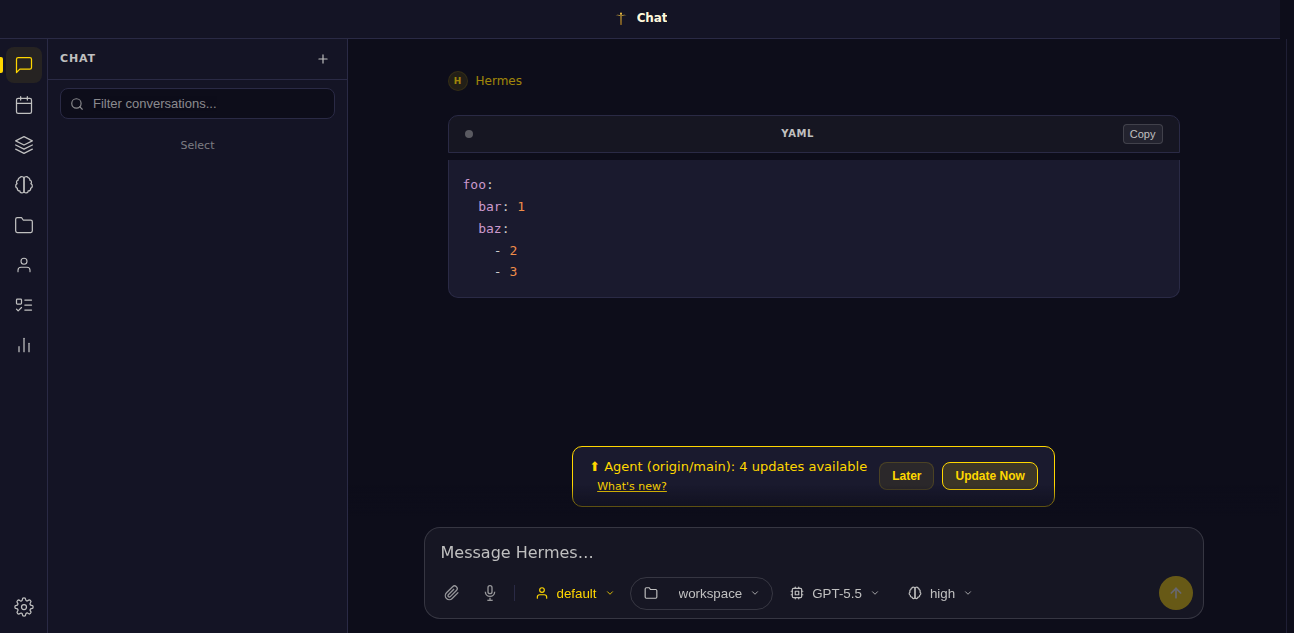 Chat
CHAT
Filter conversations...
Select
H Hermes
YAML
Copy
foo:
  bar: 1
  baz:
    - 2
    - 3
⬆ Agent (origin/main): 4 updates available
What's new?
Later
Update Now
Message Hermes…
default
workspace
GPT-5.5
high